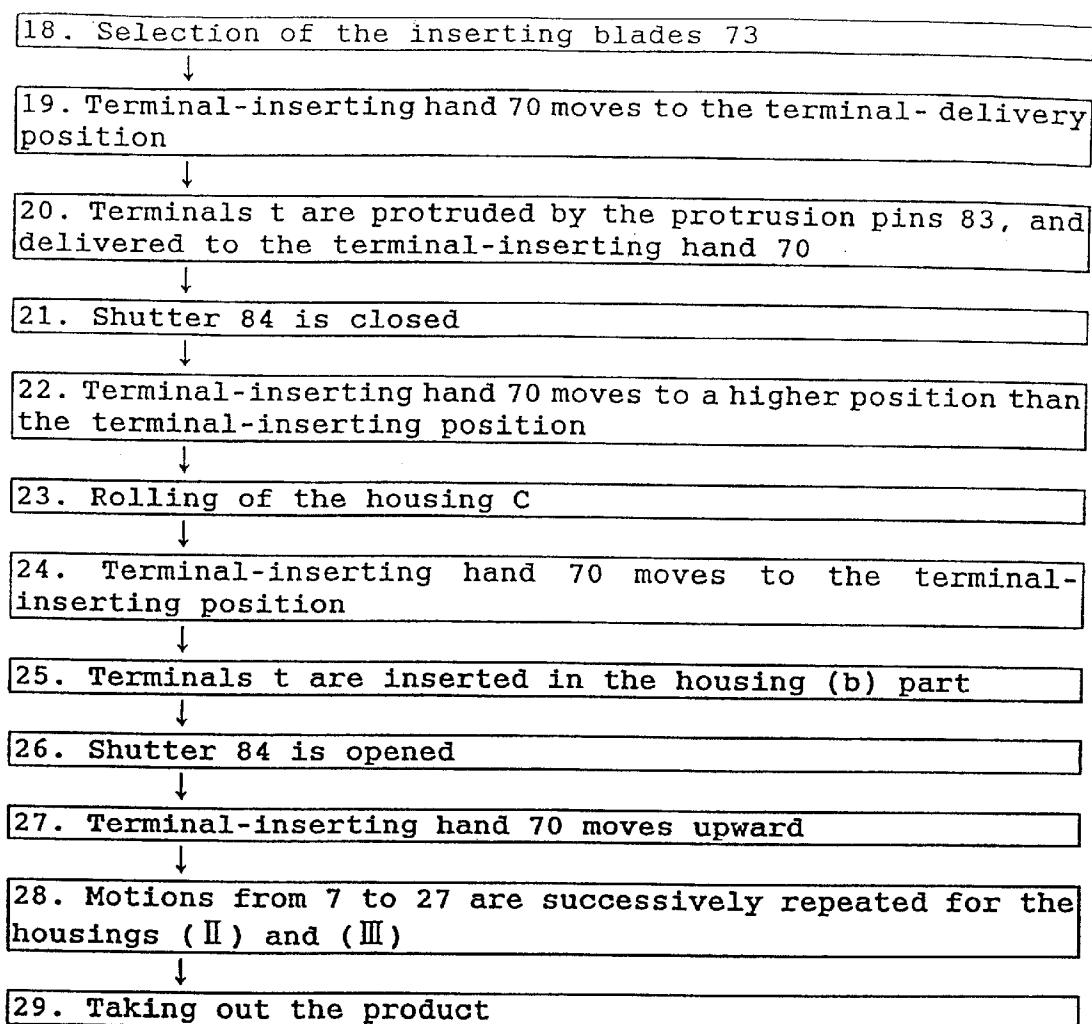 18. Selection of the inserting blades 73
↓
19. Terminal-inserting hand 70 moves to the terminal- delivery
position
↓
20. Terminals t are protruded by the protrusion pins 83, and
delivered to the terminal-inserting hand 70
↓
21. Shutter 84 is closed
↓
22. Terminal-inserting hand 70 moves to a higher position than
the terminal-inserting position
↓
23. Rolling of the housing C
↓
24. Terminal-inserting hand 70 moves to the terminal-
inserting position
↓
25. Terminals t are inserted in the housing (b) part
↓
26. Shutter 84 is opened
↓
27. Terminal-inserting hand 70 moves upward
↓
28. Motions from 7 to 27 are successively repeated for the
housings (Ⅱ) and (Ⅲ)
↓
29. Taking out the product